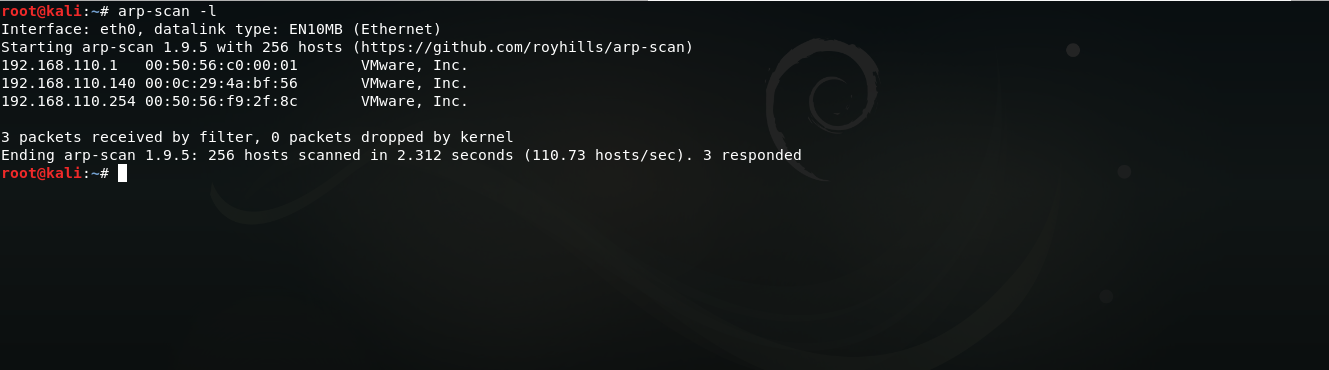 root@kali:~# arp-scan -l
Interface: eth0, datalink type: EN10MB (Ethernet)
Starting arp-scan 1.9.5 with 256 hosts (https://github.com/royhills/arp-scan)
192.168.110.1   00:50:56:c0:00:01       VMware, Inc.
192.168.110.140 00:0c:29:4a:bf:56       VMware, Inc.
192.168.110.254 00:50:56:f9:2f:8c       VMware, Inc.

3 packets received by filter, 0 packets dropped by kernel
Ending arp-scan 1.9.5: 256 hosts scanned in 2.312 seconds (110.73 hosts/sec). 3 responded
root@kali:~#